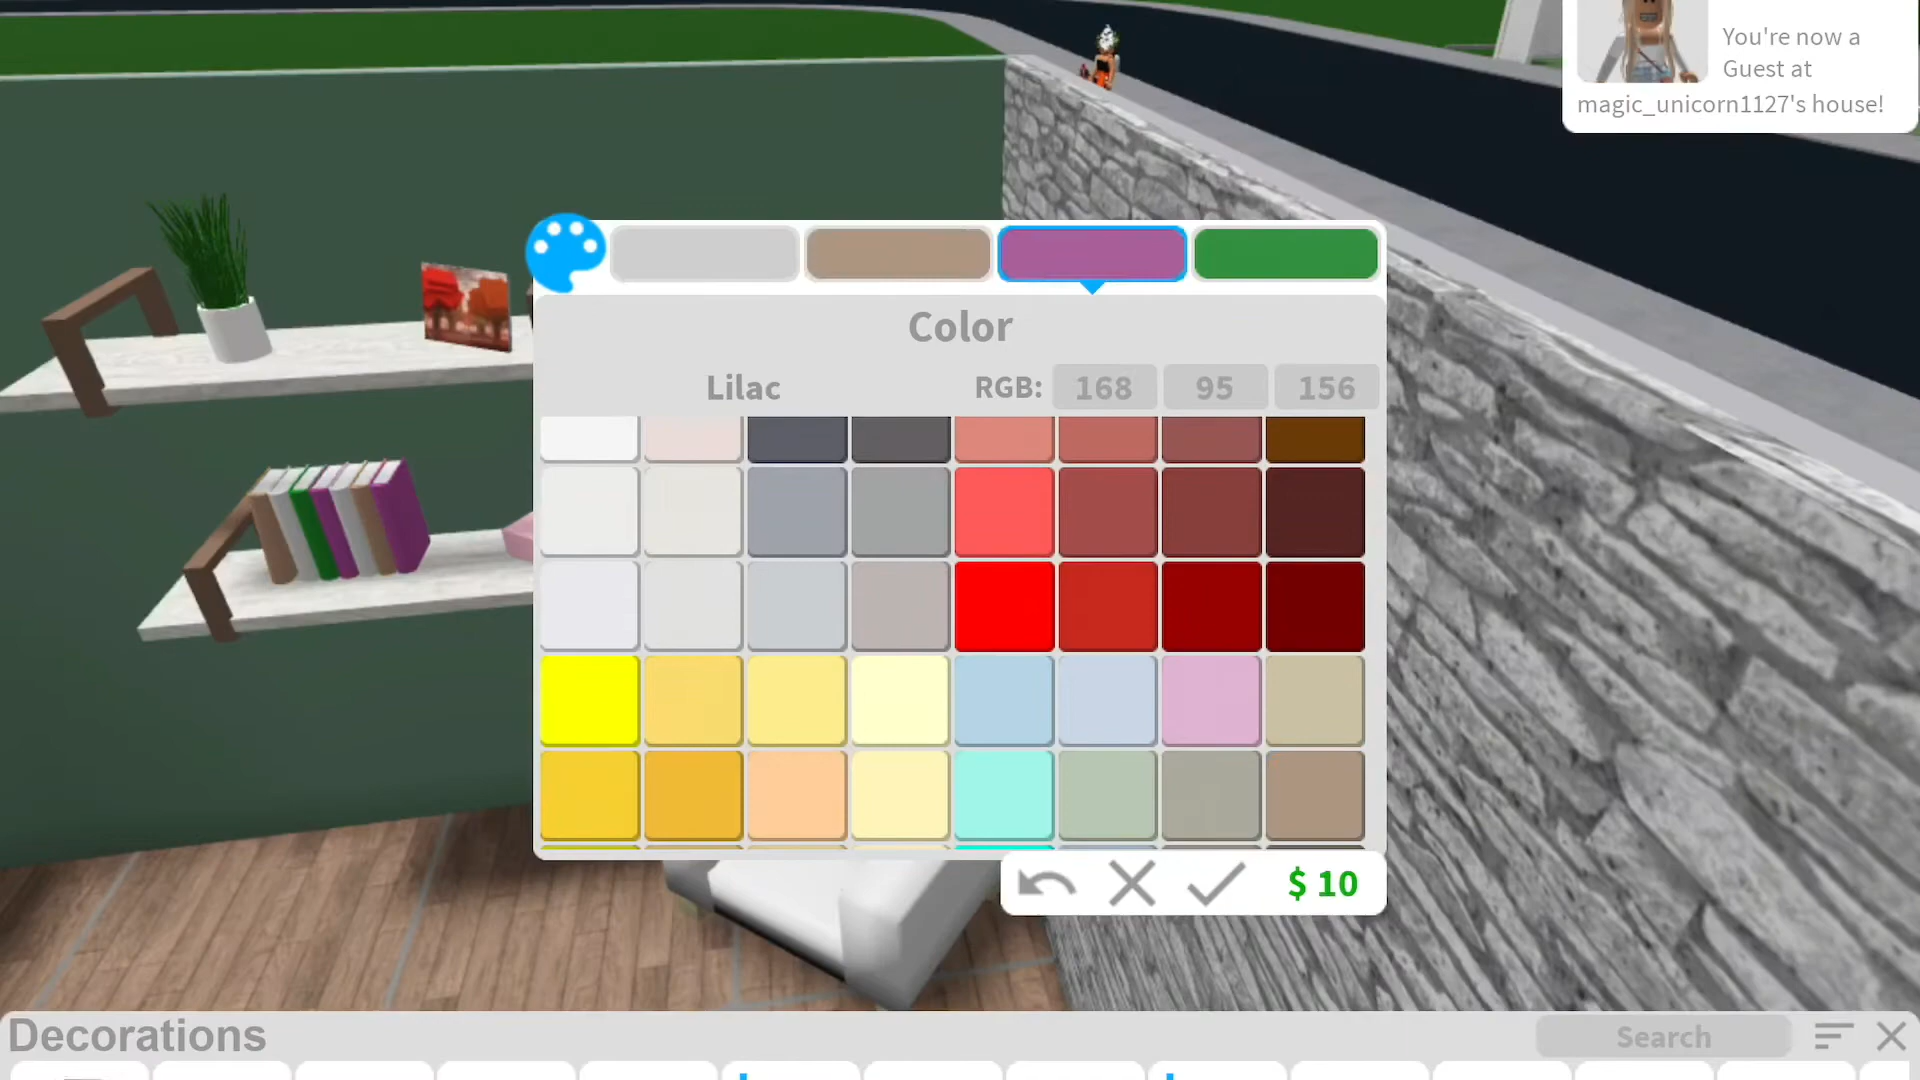 You're now a
Guest at
magic_unicorn1127's house!
Color
Lilac RGB: 168 95 156
$ 10
Decorations Search